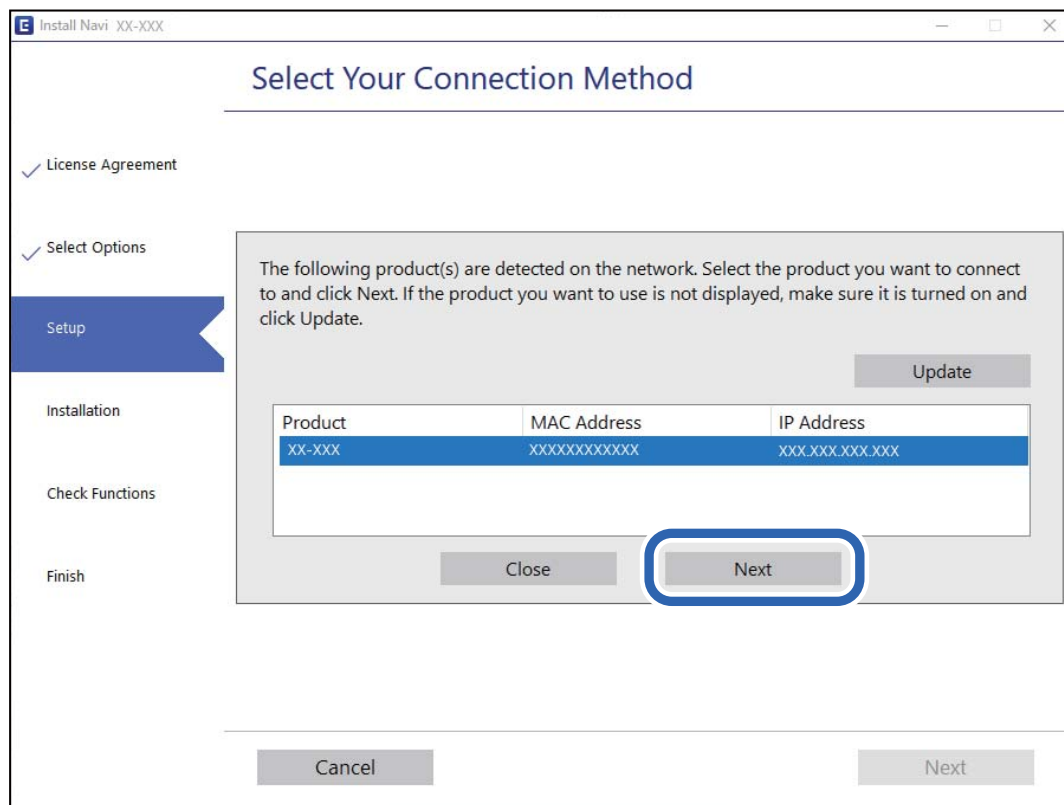 E Install Navi XX-XXX
Select Your Connection Method
License Agreement
Select Options
Setup
Installation
Check Functions
Finish
The following product(s) are detected on the network. Select the product you want to connect
to and click Next. If the product you want to use is not displayed, make sure it is turned on and
click Update.
Update
Product MAC Address IP Address
XX-XXX XXXXXXXXXXXX XXX.XXX.XXX.XXX
Close Next
Cancel Next